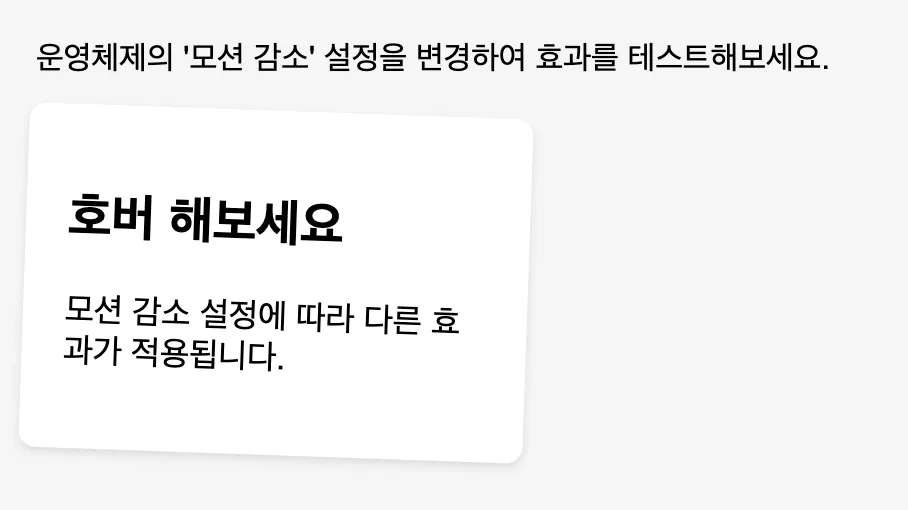 운영체제의 '모션 감소' 설정을 변경하여 효과를 테스트해보세요.
호버 해보세요
모션 감소 설정에 따라 다른 효
과가 적용됩니다.